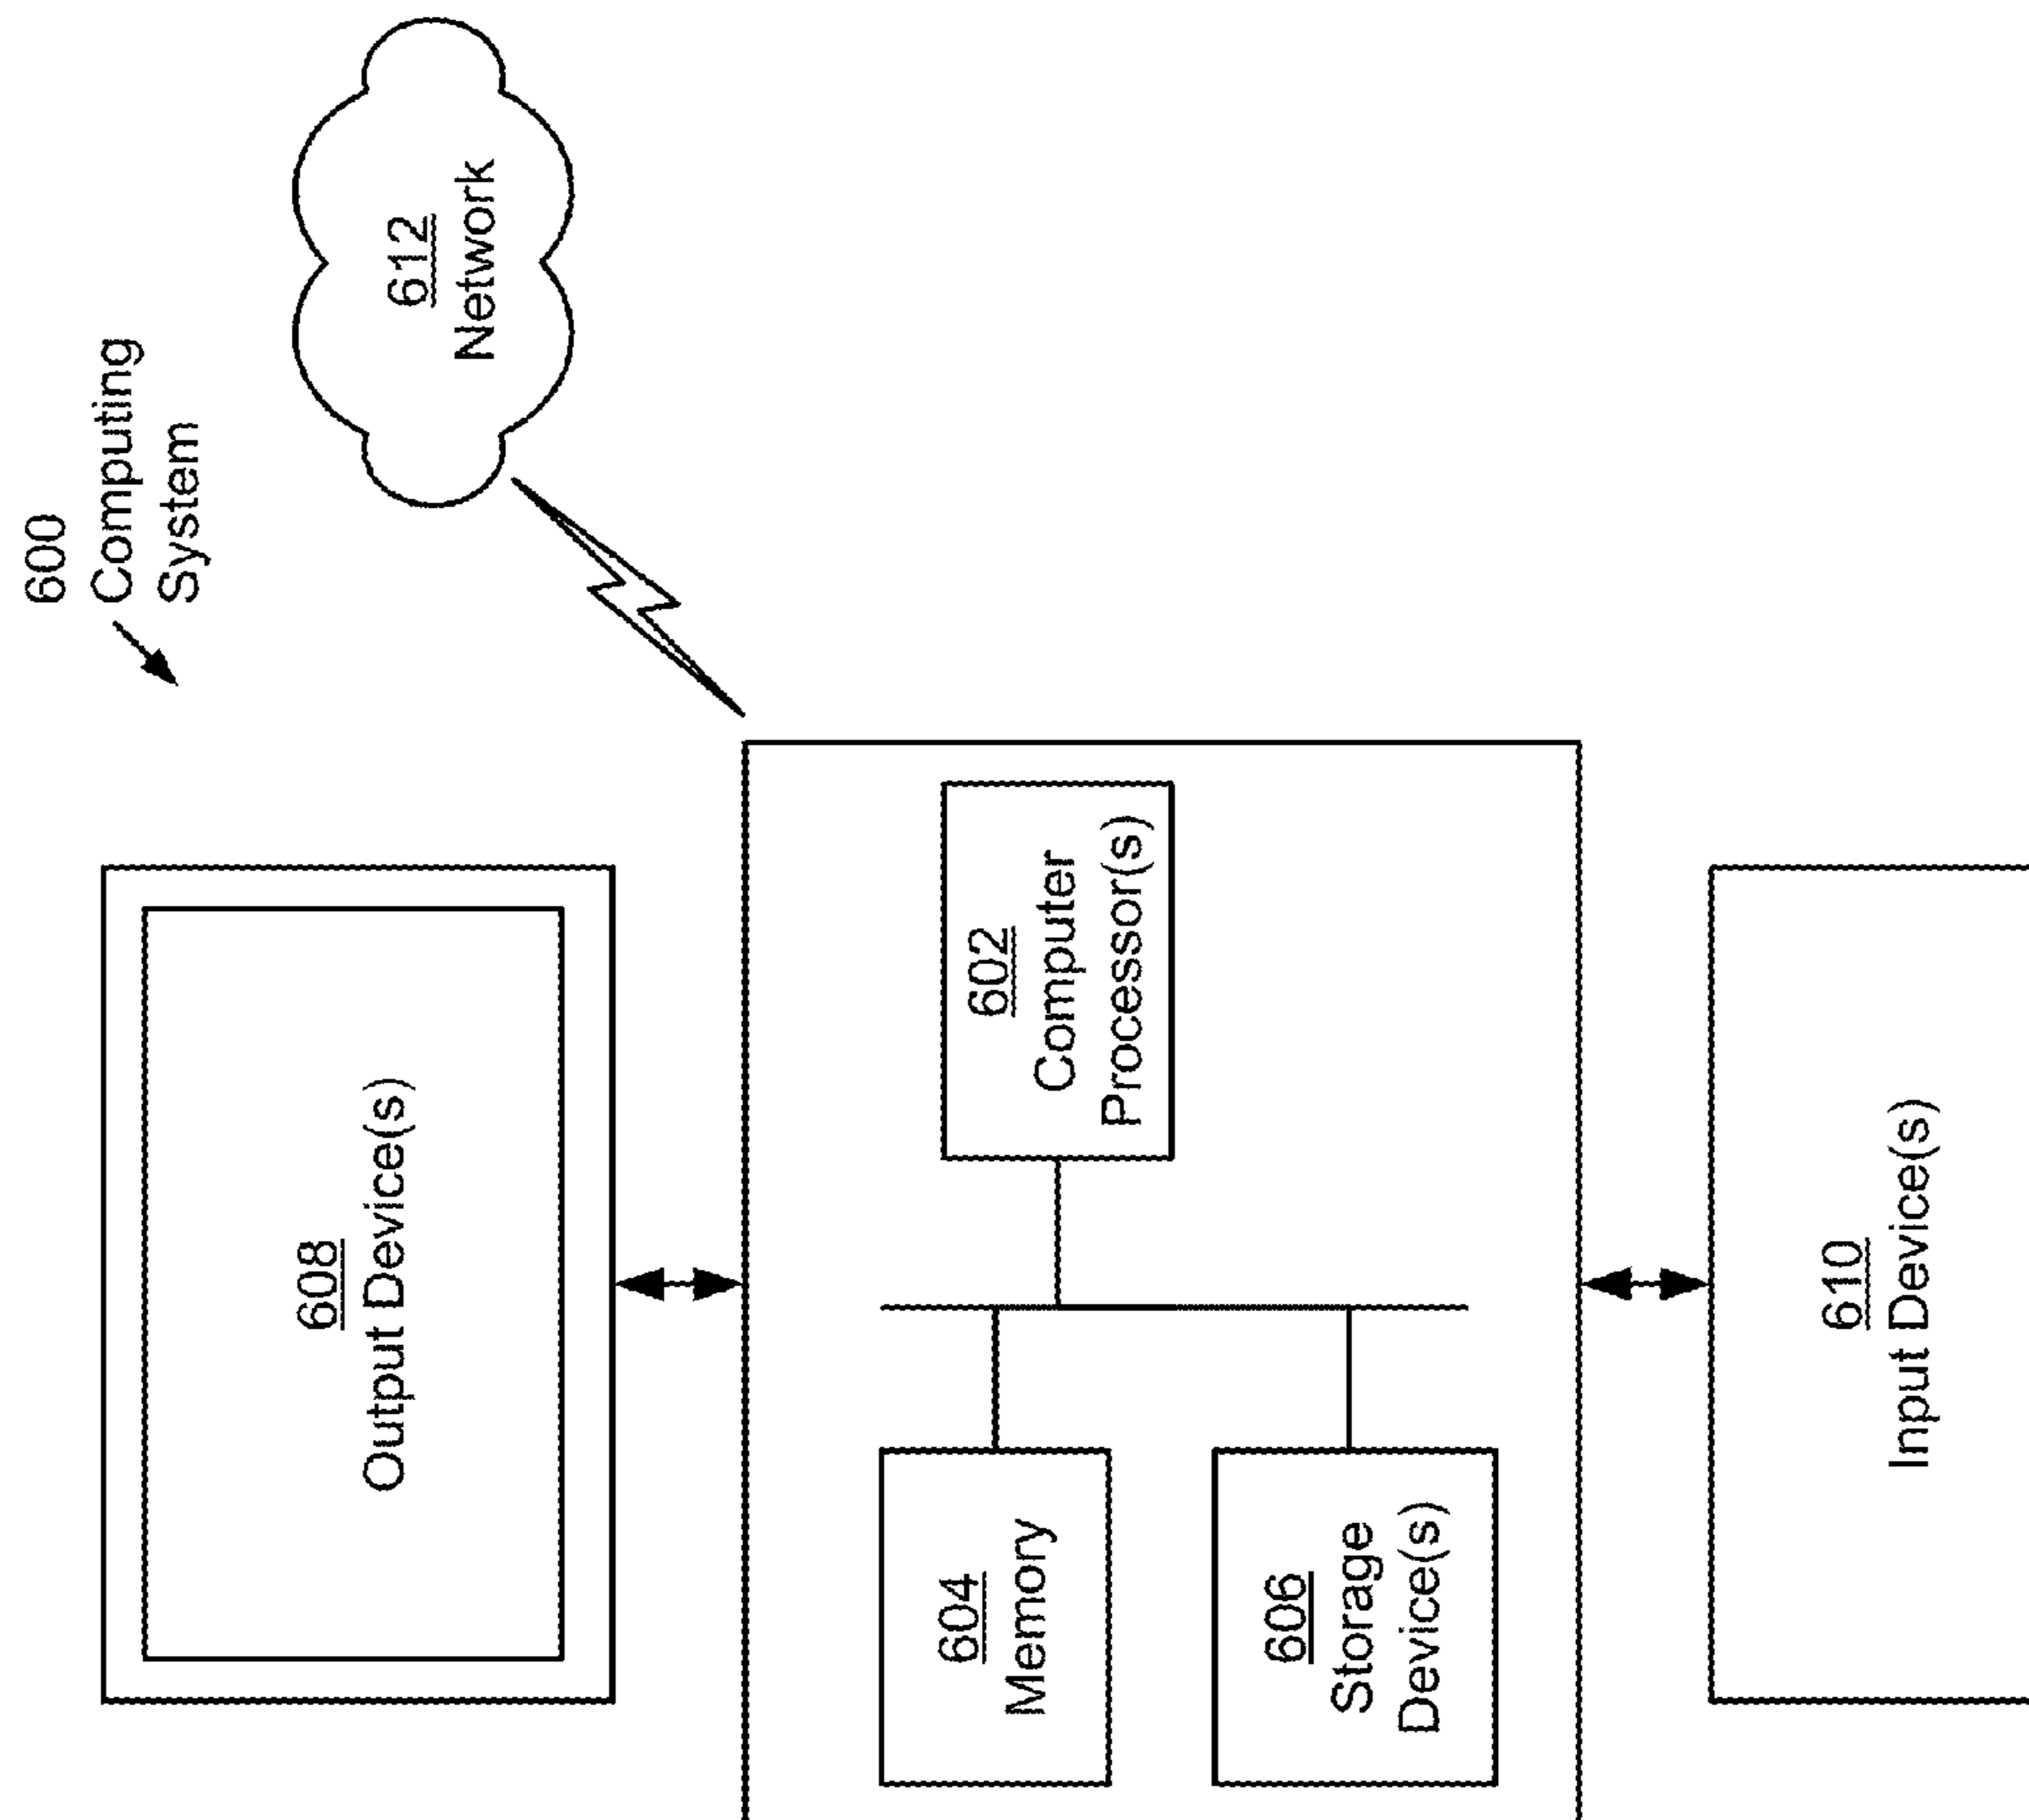 600
Computing
System
608
Output Device(s)
612
Network
602
Computer
Processor(s)
604
Memory
606
Storage
Device(s)
610
Input Device(s)